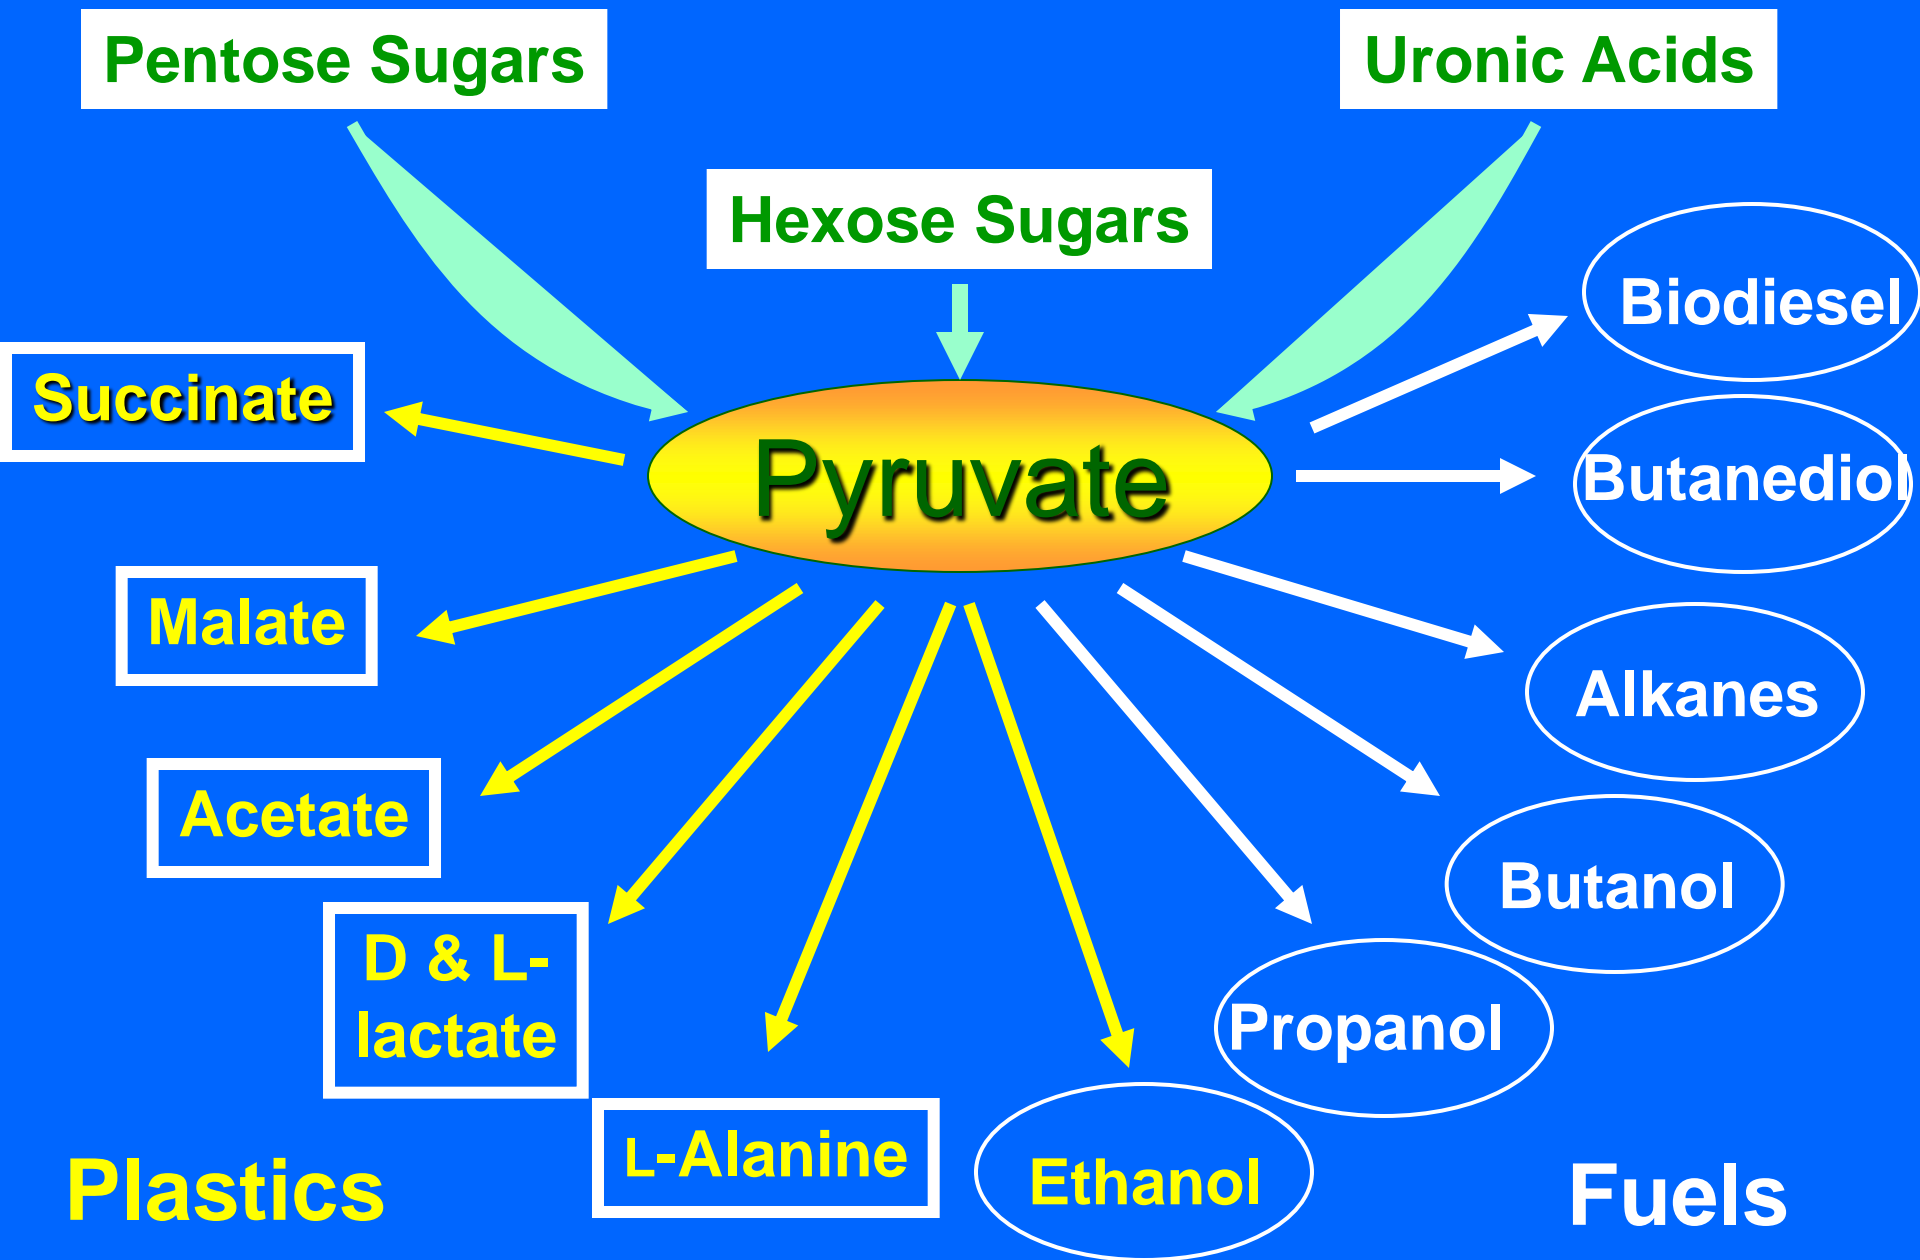 Pentose Sugars
Uronic Acids
Hexose Sugars
Biodiesel
Succinate
Pyruvate
Butanediol
Malate
Alkanes
Acetate
Butanol
D & L-
lactate
Propanol
L-Alanine
Ethanol
Plastics
Fuels